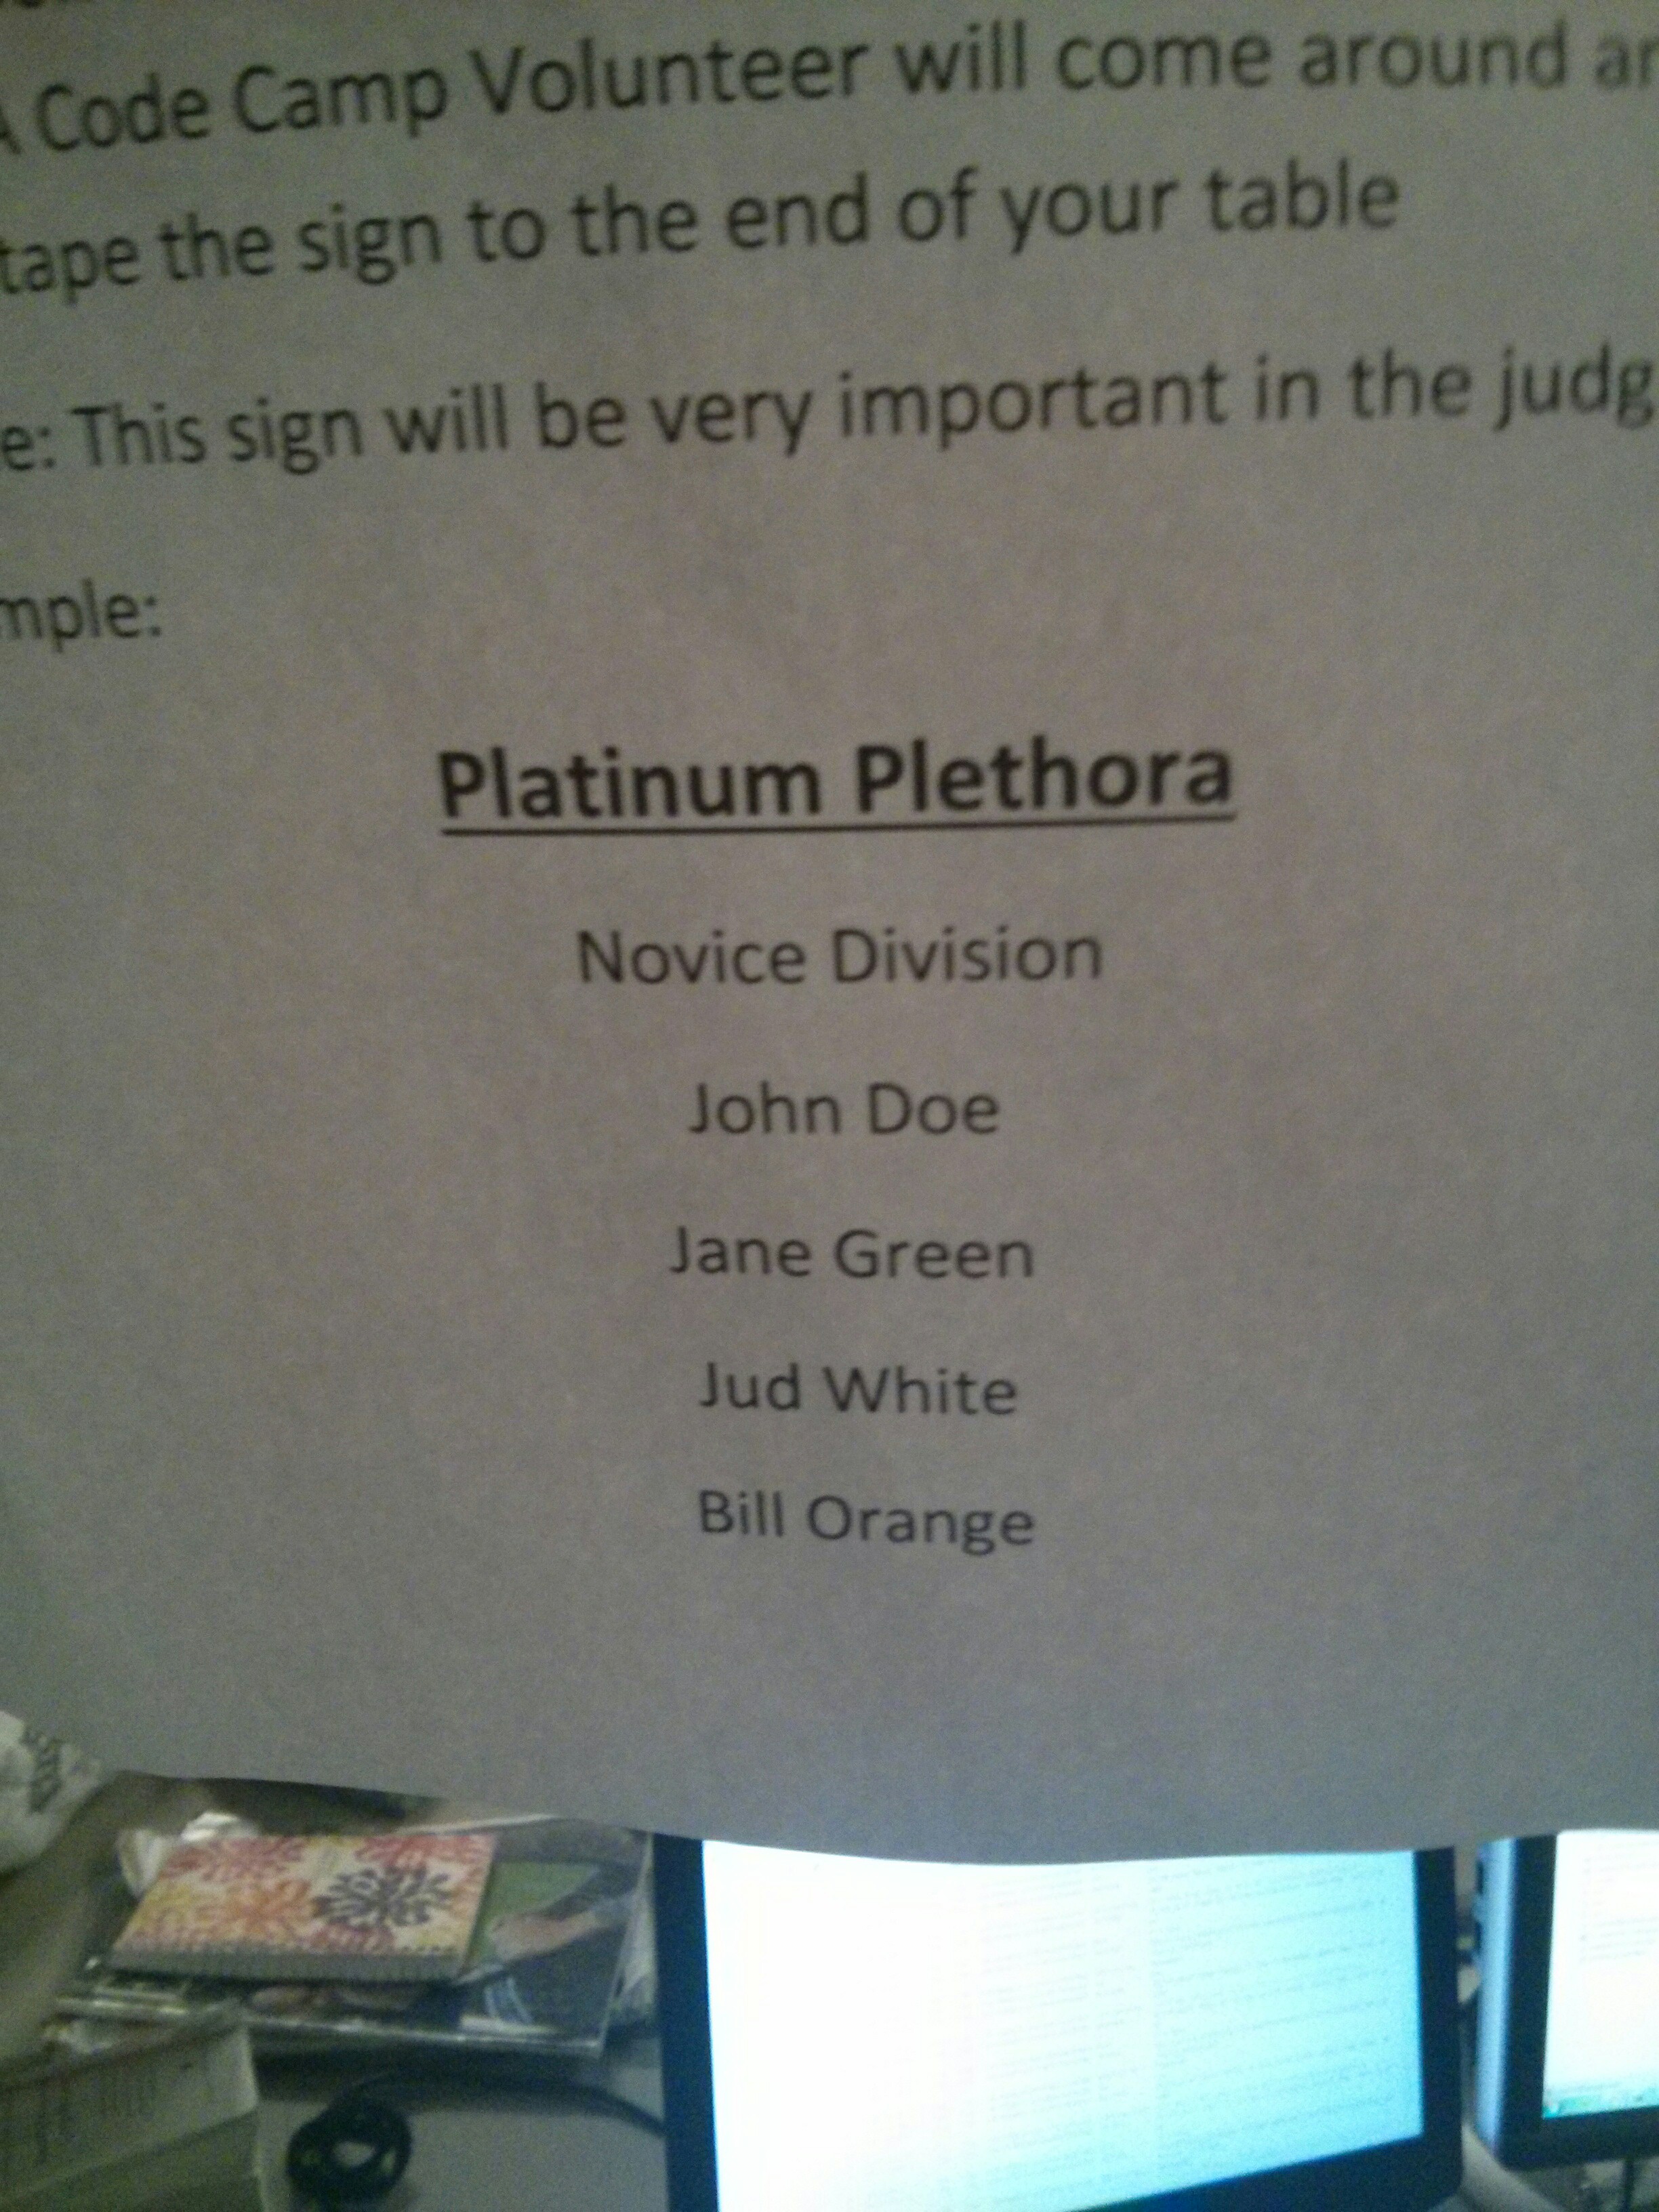 A Code Camp Volunteer will come around an
tape the sign to the end of your table
e: This sign will be very important in the judg
mple:
Platinum Plethora
Novice Division
John Doe
Jane Green
Jud White
Bill Orange